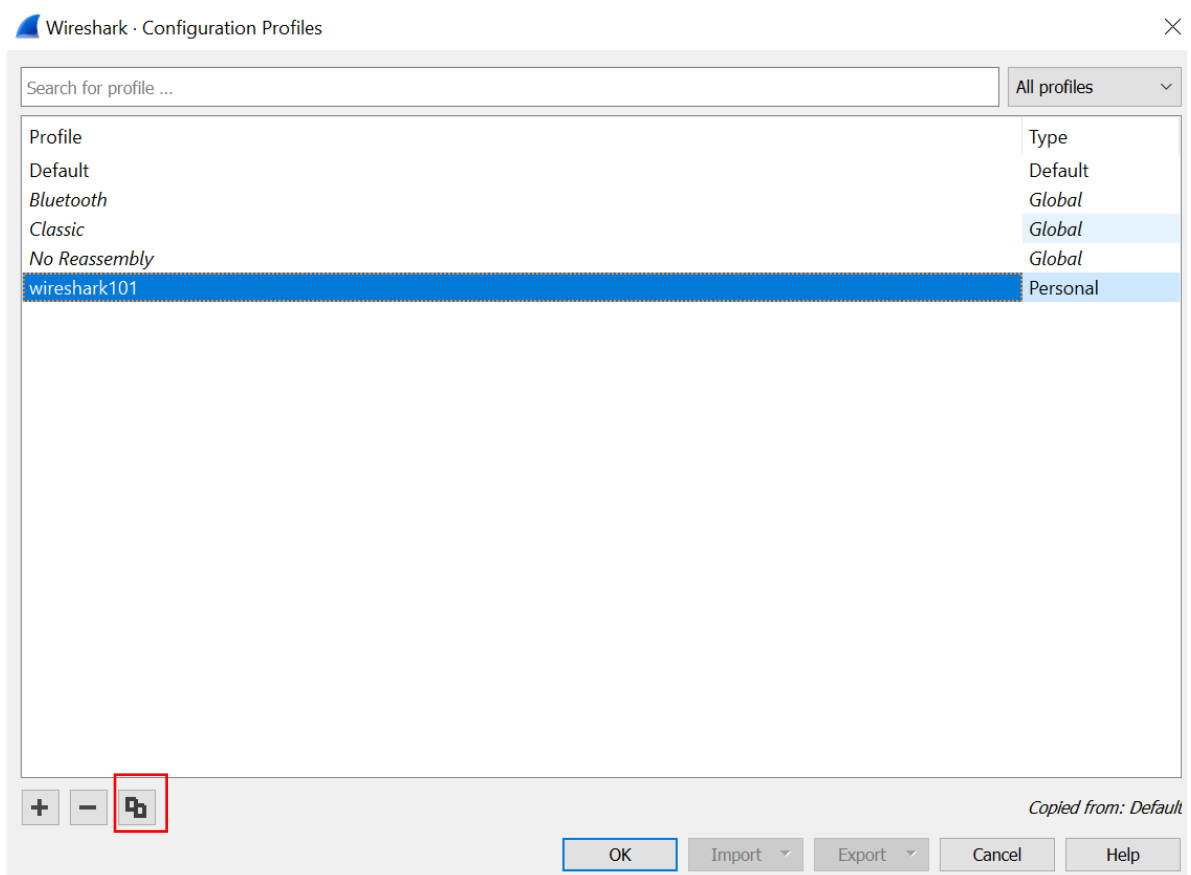 Wireshark · Configuration Profiles
Search for profile ... All profiles
Profile Type
Default Default
Bluetooth Global
Classic Global
No Reassembly Global
wireshark101 Personal
Copied from: Default
OK Import Export Cancel Help